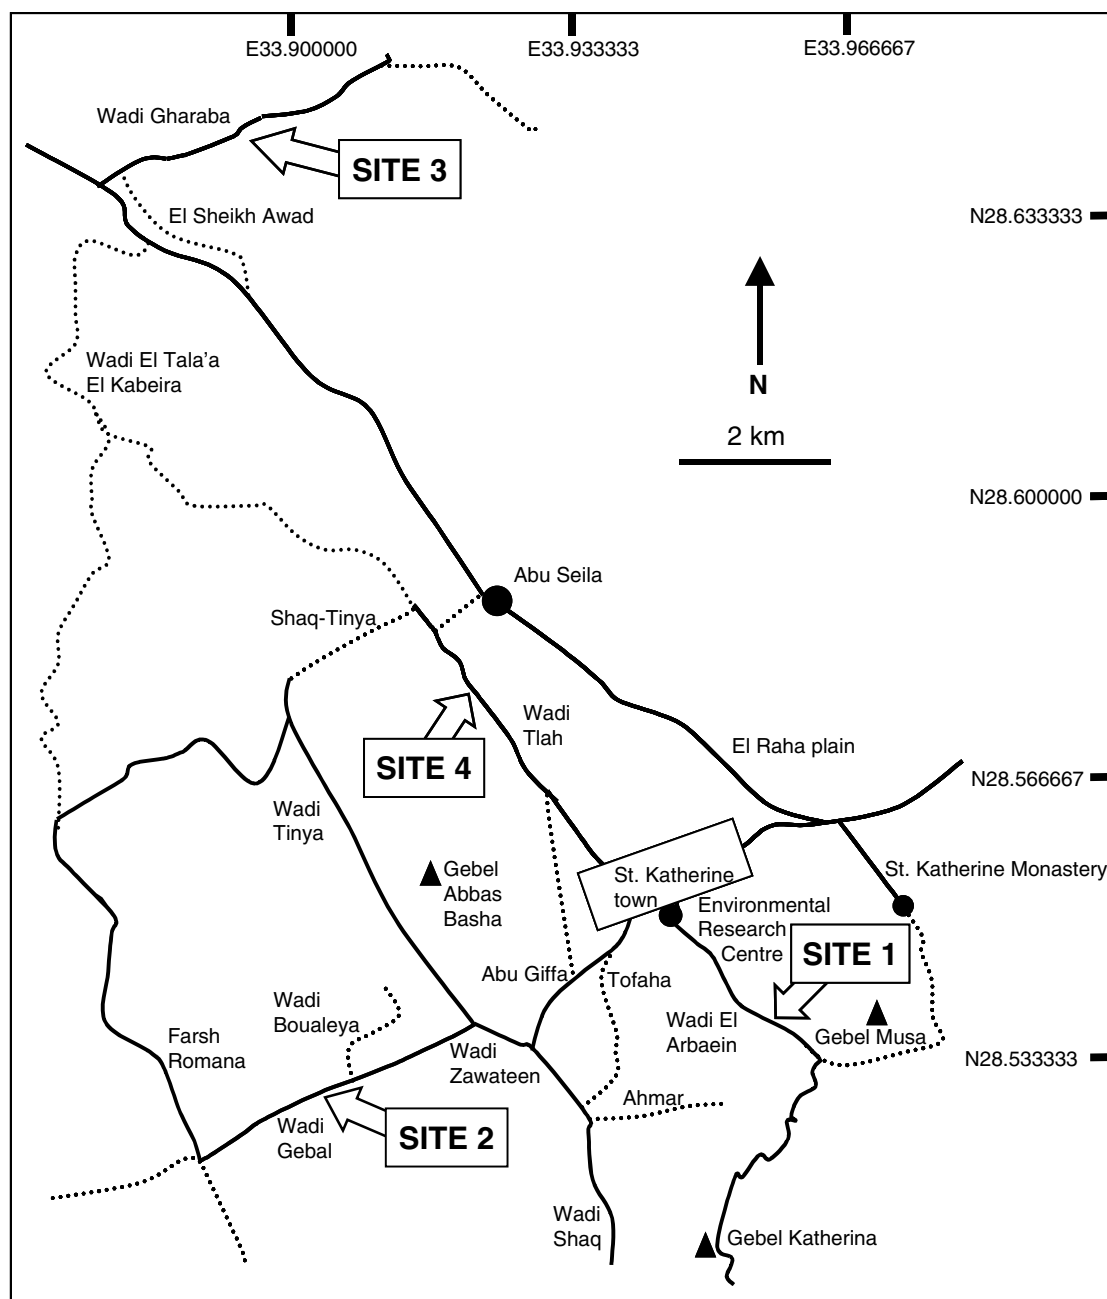 E33.900000
E33.933333
E33.966667
Wadi Gharaba
SITE 3
El Sheikh Awad
N28.633333
Wadi El Tala’a
El Kabeira
N
2 km
N28.600000
Abu Seila
Shaq-Tinya
Wadi
Tlah
El Raha plain
SITE 4
N28.566667
Wadi
Tinya
Gebel
Abbas
Basha
St. Katherine
town
St. Katherine Monastery
Environmental
Research
Centre
SITE 1
Abu Giffa
Tofaha
Wadi
Boualeya
Wadi El
Arbaein
Gebel Musa
Farsh
Romana
Wadi
Zawateen
N28.533333
Ahmar
Wadi
Gebal
SITE 2
Wadi
Shaq
Gebel Katherina